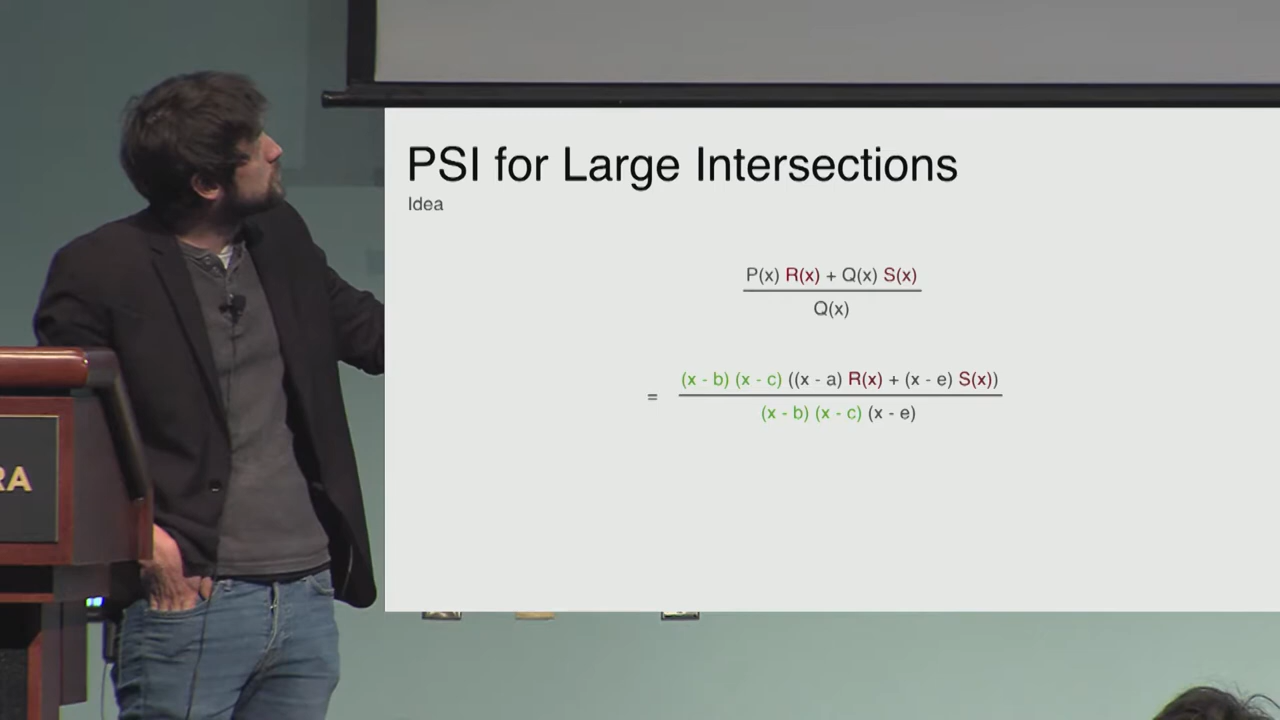 PSI for Large Intersections
Idea
P(x) R(x) + Q(x) S(x)
Q(x)
= (x - b) (x - c) ((x - a) R(x) + (x - e) S(x))
(x - b) (x - c) (x - e)
RA